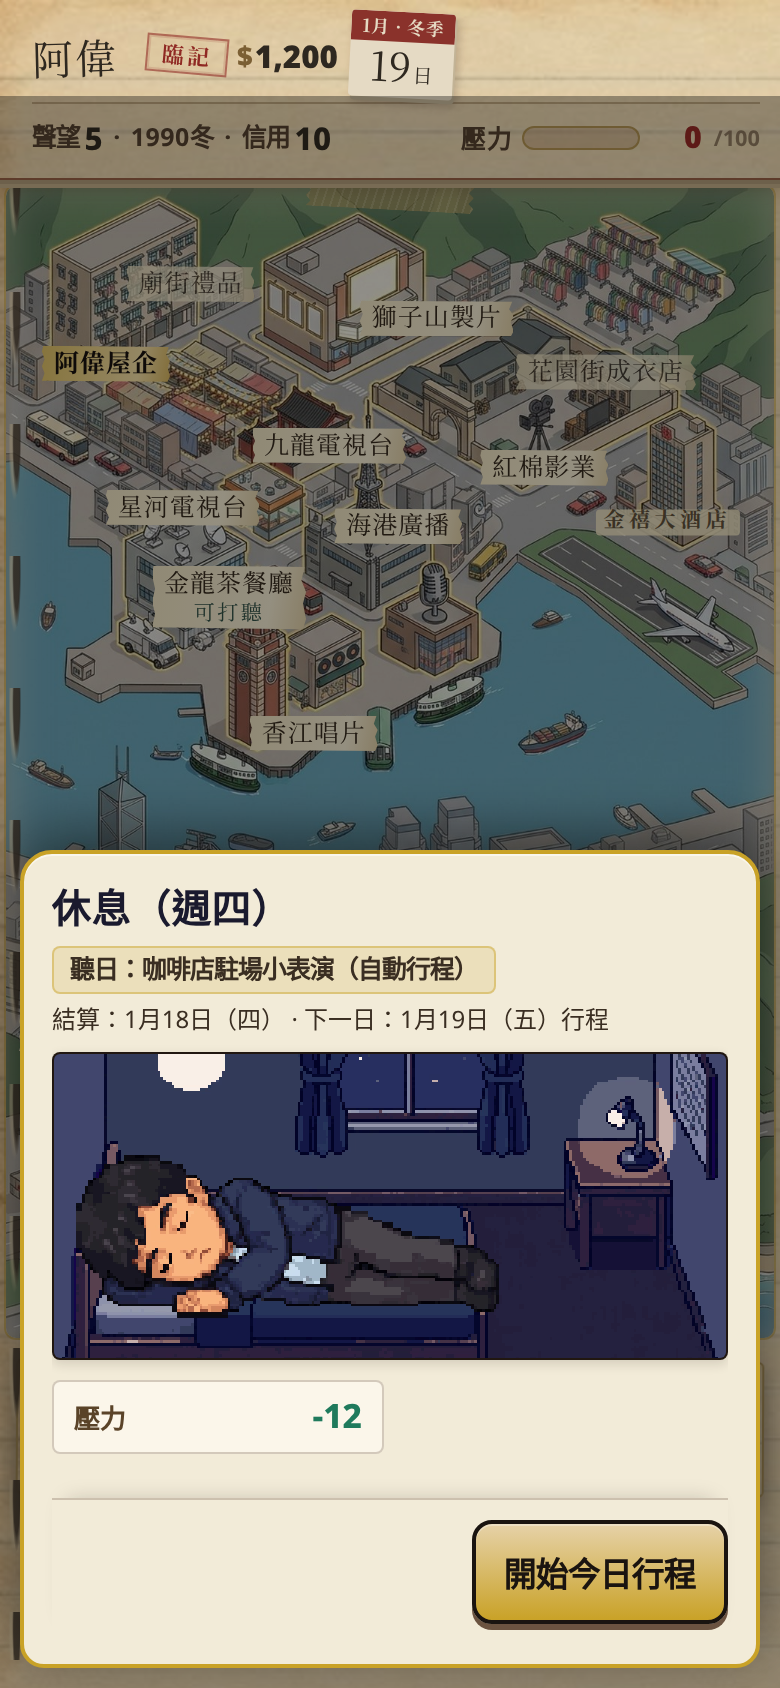 阿偉 臨記 $1,200 1月·冬季 19日
聲望5 · 1990冬 · 信用10 壓力 0 /100
廟街禮品
獅子山製片
阿偉屋企
花園街成衣店
九龍電視台
紅棉影業
星河電視台
海港廣播
金禧大酒店
金龍茶餐廳
可打聽
香江唱片
休息（週四）
聽日：咖啡店駐場小表演（自動行程）
結算：1月18日（四） · 下一日：1月19日（五）行程
壓力 -12
開始今日行程